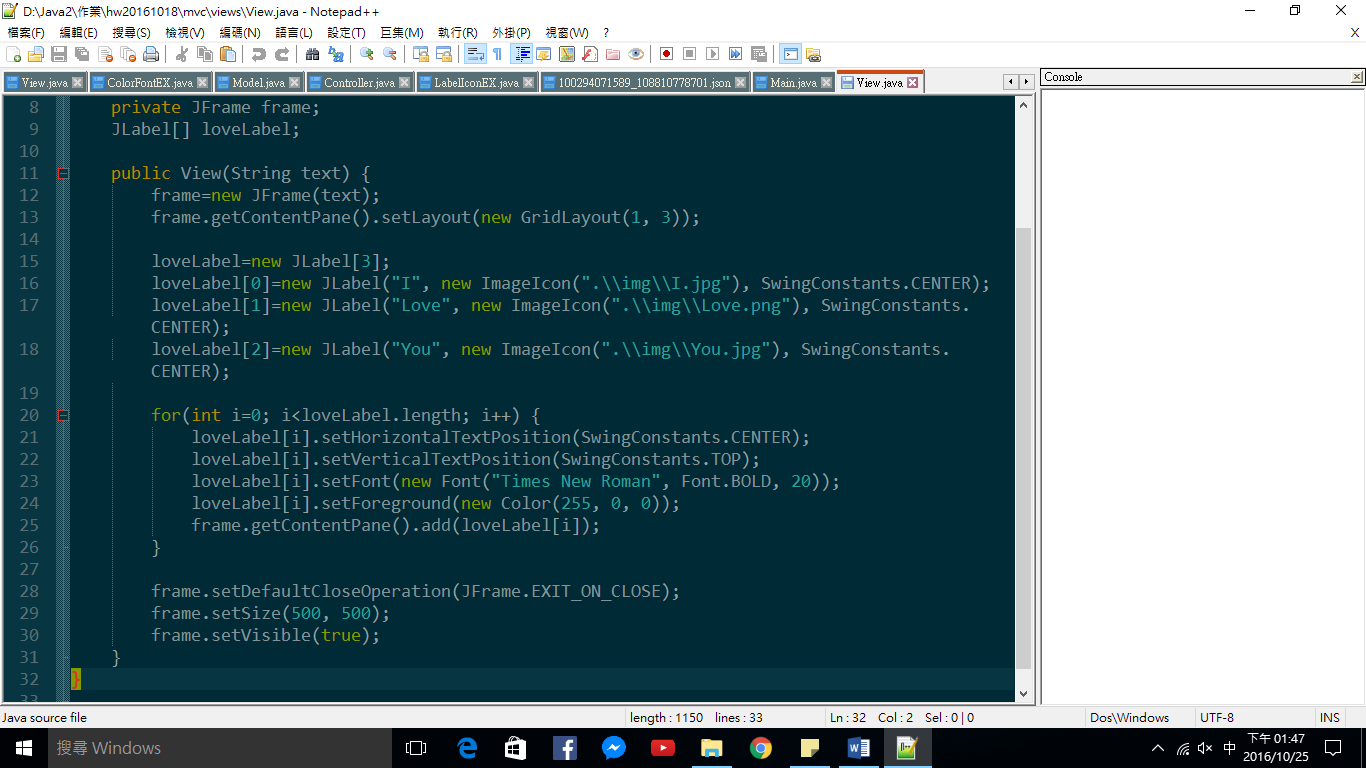 D:\Java2\作業\hw20161018\mvc\views\View.java - Notepad++
檔案(F) 編輯(E) 搜尋(S) 檢視(V) 編碼(N) 語言(L) 設定(T) 巨集(M) 執行(R) 外掛(P) 視窗(W) ? X
View.java ColorFontEX.java Model.java Controller.java LabelIconEX.java 100294071589_108810778701.json Main.java View.java
Console
8 private JFrame frame;
9 JLabel[] loveLabel;
10
11 public View(String text) {
12 frame=new JFrame(text);
13 frame.getContentPane().setLayout(new GridLayout(1, 3));
14
15 loveLabel=new JLabel[3];
16 loveLabel[0]=new JLabel("I", new ImageIcon(".\\img\\I.jpg"), SwingConstants.CENTER);
17 loveLabel[1]=new JLabel("Love", new ImageIcon(".\\img\\Love.png"), SwingConstants.
CENTER);
18 loveLabel[2]=new JLabel("You", new ImageIcon(".\\img\\You.jpg"), SwingConstants.
CENTER);
19
20 for(int i=0; i<loveLabel.length; i++) {
21 loveLabel[i].setHorizontalTextPosition(SwingConstants.CENTER);
22 loveLabel[i].setVerticalTextPosition(SwingConstants.TOP);
23 loveLabel[i].setFont(new Font("Times New Roman", Font.BOLD, 20));
24 loveLabel[i].setForeground(new Color(255, 0, 0));
25 frame.getContentPane().add(loveLabel[i]);
26 }
27
28 frame.setDefaultCloseOperation(JFrame.EXIT_ON_CLOSE);
29 frame.setSize(500, 500);
30 frame.setVisible(true);
31 }
32 }
33
Java source file length : 1150 lines : 33 Ln : 32 Col : 2 Sel : 0 | 0 Dos\Windows UTF-8 INS
搜尋 Windows
中
下午 01:47
2016/10/25